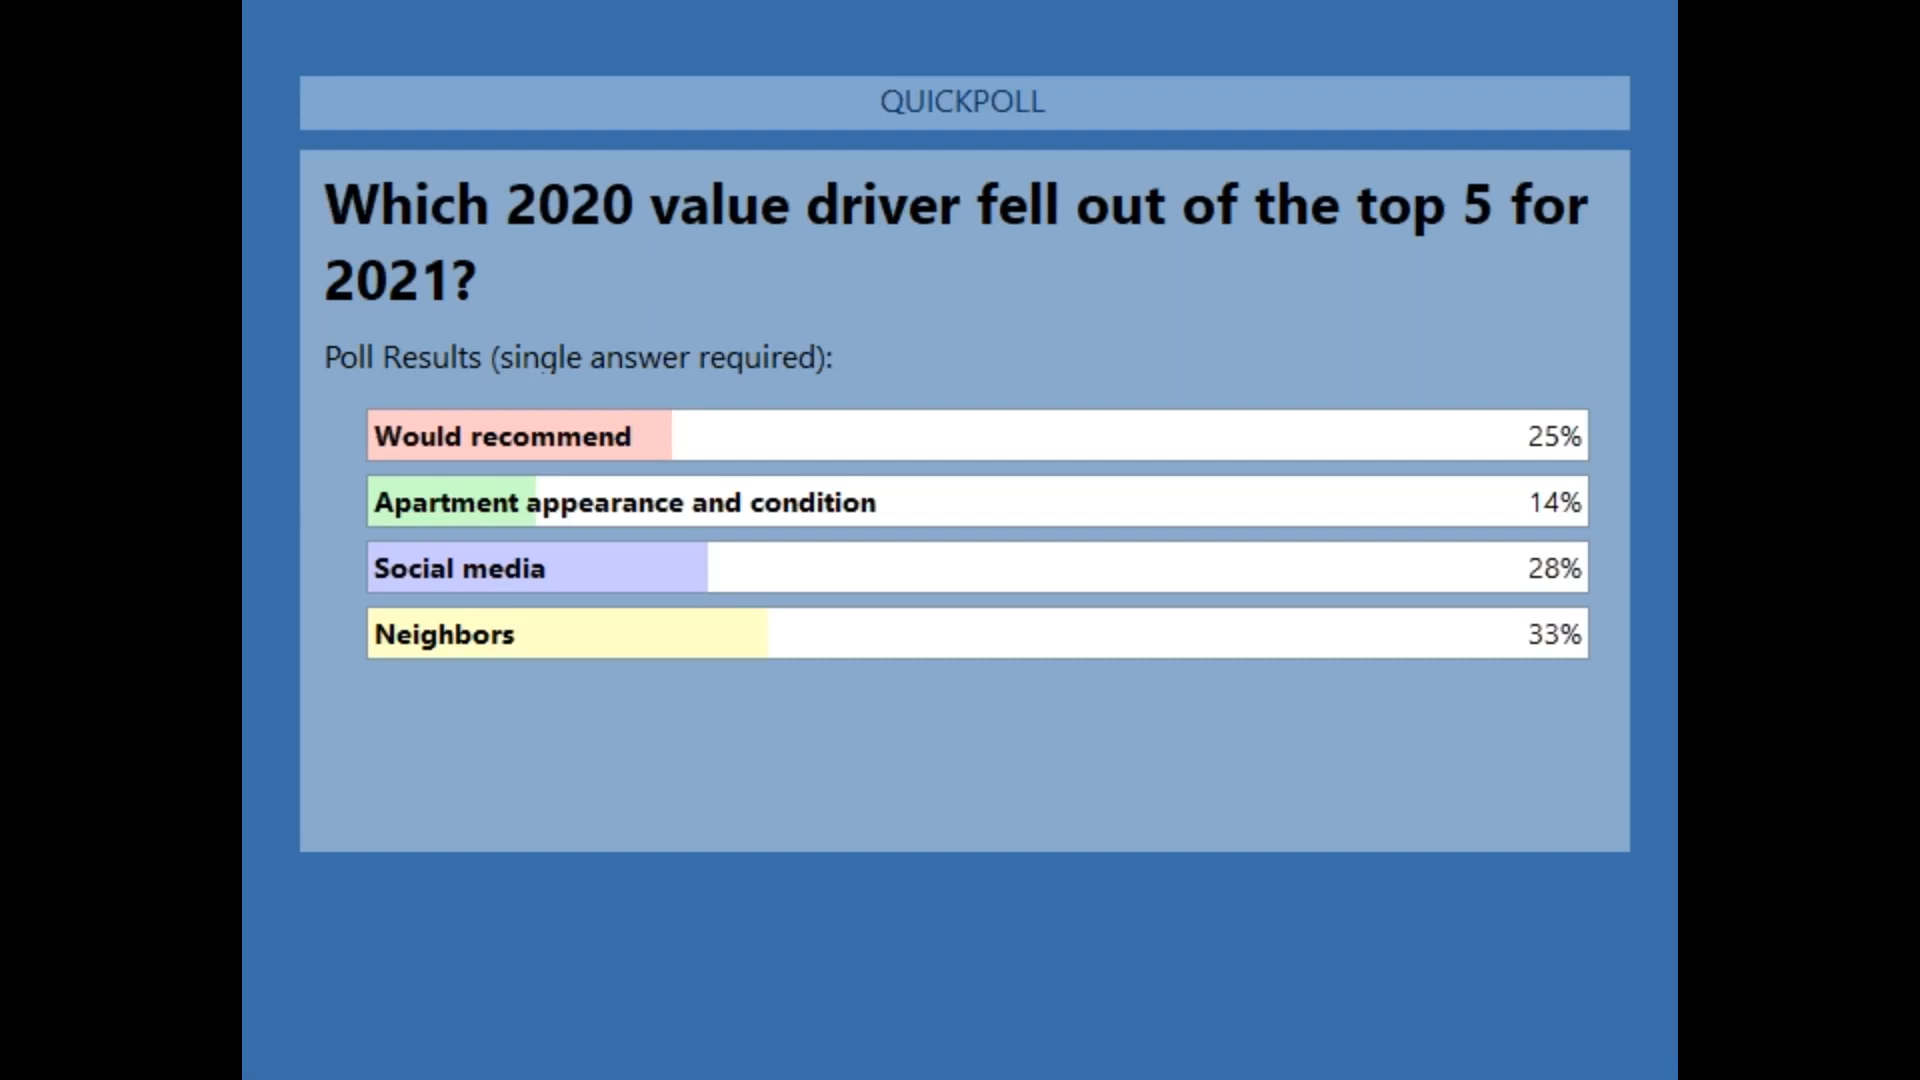 QUICKPOLL
Which 2020 value driver fell out of the top 5 for
2021?
Poll Results (single answer required):
Would recommend 25%
Apartment appearance and condition 14%
Social media 28%
Neighbors 33%